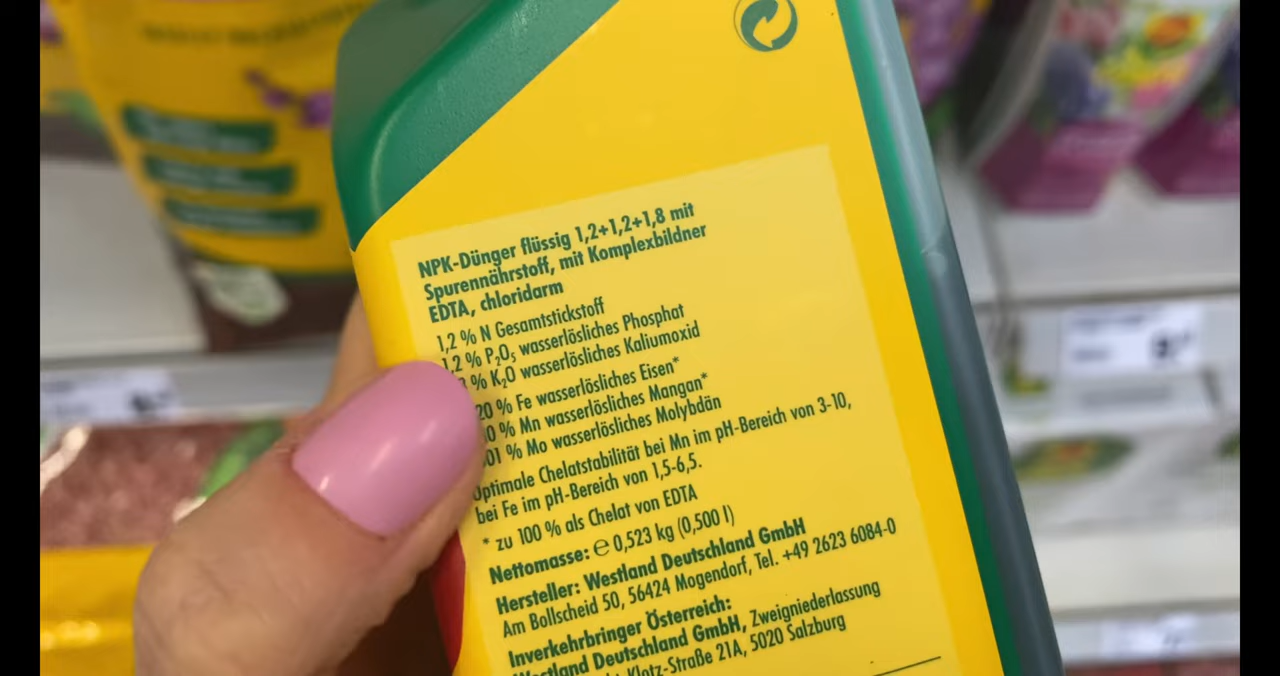 NPK-Dünger flüssig 1,2+1,2+1,8 mit
Spurennährstoff, mit Komplexbildner
EDTA, chloridarm
1,2 % N Gesamtstickstoff
,2 % P₂O₅ wasserlösliches Phosphat
% K₂O wasserlösliches Kaliumoxid
20 % Fe wasserlösliches Eisen*
0 % Mn wasserlösliches Mangan*
01 % Mo wasserlösliches Molybdän
Optimale Chelatstabilität bei Mn im pH-Bereich von 3-10,
bei Fe im pH-Bereich von 1,5-6,5.
* zu 100 % als Chelat von EDTA
Nettomasse: ℮ 0,523 kg (0,500 l)
Hersteller: Westland Deutschland GmbH
Am Bollscheid 50, 56424 Mogendorf, Tel. +49 2623 6084-0
Inverkehrbringer Österreich:
Westland Deutschland GmbH, Zweigniederlassung
Klotz-Straße 21A, 5020 Salzburg